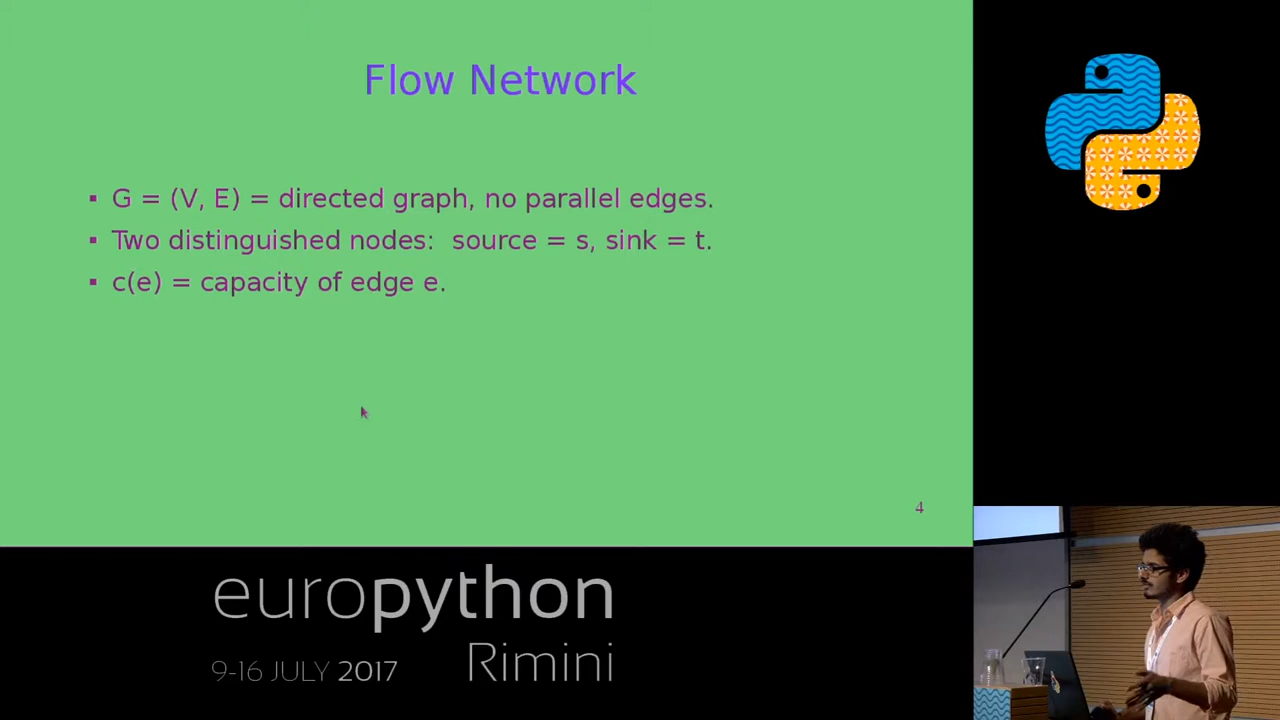 Flow Network
▪ G = (V, E) = directed graph, no parallel edges.
▪ Two distinguished nodes:  source = s, sink = t.
▪ c(e) = capacity of edge e.
4
europython
9-16 JULY 2017 Rimini